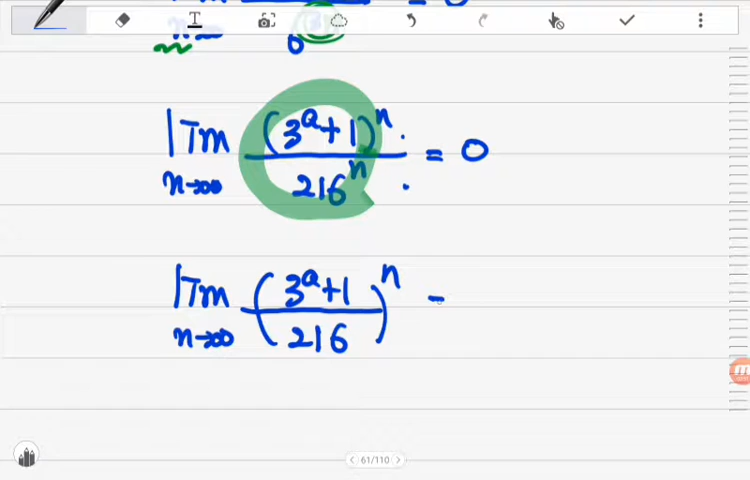 lim (3^a+1)^n / 216^n = 0
n→∞
lim ((3^a+1) / 216)^n =
n→∞
61/110